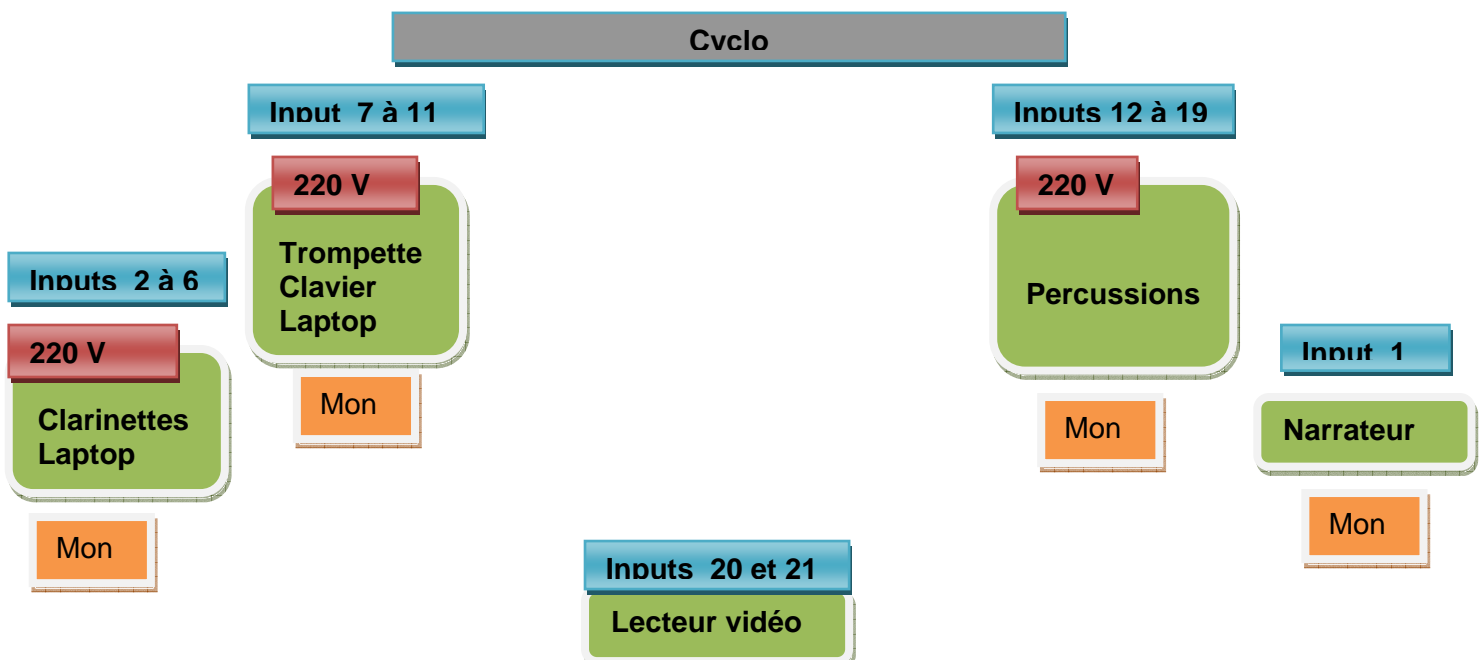 Cyclo
Input 7 à 11
Inputs 12 à 19
220 V
220 V
Trompette
Clavier
Laptop
Percussions
Inputs 2 à 6
220 V
Clarinettes
Laptop
Input 1
Narrateur
Mon
Mon
Mon
Mon
Inputs 20 et 21
Lecteur vidéo